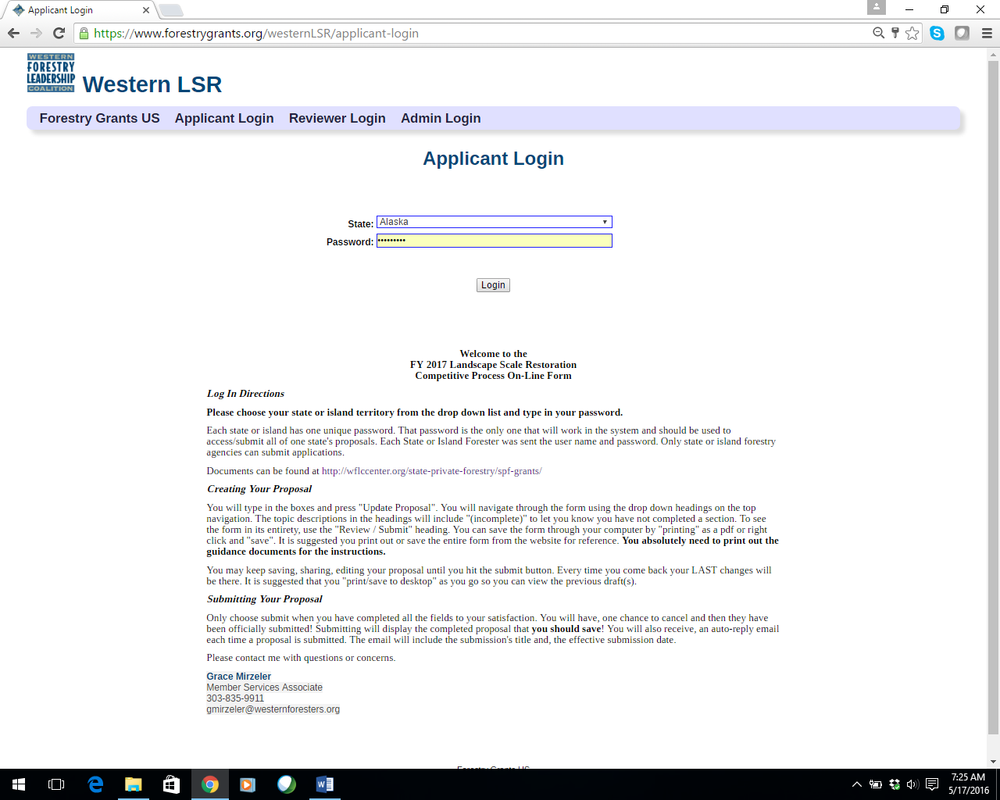 Applicant Login
https://www.forestrygrants.org/westernLSR/applicant-login
WESTERN
FORESTRY
LEADERSHIP
COALITION
Western LSR
Forestry Grants US Applicant Login Reviewer Login Admin Login
Applicant Login
State: Alaska
Password: •••••••••
Login
Welcome to the
FY 2017 Landscape Scale Restoration
Competitive Process On-Line Form
Log In Directions
Please choose your state or island territory from the drop down list and type in your password.
Each state or island has one unique password. That password is the only one that will work in the system and should be used to
access/submit all of one state's proposals. Each State or Island Forester was sent the user name and password. Only state or island forestry
agencies can submit applications.
Documents can be found at http://wflccenter.org/state-private-forestry/spf-grants/
Creating Your Proposal
You will type in the boxes and press "Update Proposal". You will navigate through the form using the drop down headings on the top
navigation. The topic descriptions in the headings will include "(incomplete)" to let you know you have not completed a section. To see
the form in its entirety, use the "Review / Submit" heading. You can save the form through your computer by "printing" as a pdf or right
click and "save". It is suggested you print out or save the entire form from the website for reference. You absolutely need to print out the
guidance documents for the instructions.
You may keep saving, sharing, editing your proposal until you hit the submit button. Every time you come back your LAST changes will
be there. It is suggested that you "print/save to desktop" as you go so you can view the previous draft(s).
Submitting Your Proposal
Only choose submit when you have completed all the fields to your satisfaction. You will have, one chance to cancel and then they have
been officially submitted! Submitting will display the completed proposal that you should save! You will also receive, an auto-reply email
each time a proposal is submitted. The email will include the submission's title and, the effective submission date.
Please contact me with questions or concerns.
Grace Mirzeler
Member Services Associate
303-835-9911
gmirzeler@westernforesters.org
Forestry Grants US
7:25 AM
5/17/2016